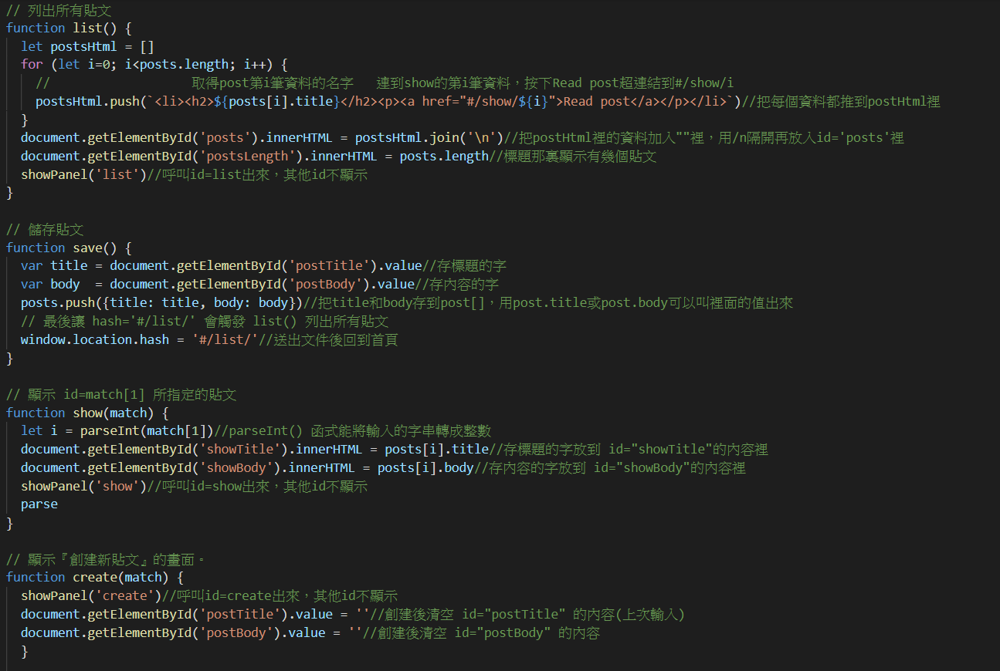 // 列出所有貼文
function list() {
  let postsHtml = []
  for (let i=0; i<posts.length; i++) {
    //                   取得post第i筆資料的名字   連到show的第i筆資料，按下Read post超連結到#/show/i
    postsHtml.push(`<li><h2>${posts[i].title}</h2><p><a href="#/show/${i}">Read post</a></p></li>`)//把每個資料都推到postHtml裡
  }
  document.getElementById('posts').innerHTML = postsHtml.join('\n')//把postHtml裡的資料加入""裡，用/n隔開再放入id='posts'裡
  document.getElementById('postsLength').innerHTML = posts.length//標題那裏顯示有幾個貼文
  showPanel('list')//呼叫id=list出來，其他id不顯示
}

// 儲存貼文
function save() {
  var title = document.getElementById('postTitle').value//存標題的字
  var body  = document.getElementById('postBody').value//存內容的字
  posts.push({title: title, body: body})//把title和body存到post[]，用post.title或post.body可以叫裡面的值出來
  // 最後讓 hash='#/list/' 會觸發 list() 列出所有貼文
  window.location.hash = '#/list/'//送出文件後回到首頁
}

// 顯示 id=match[1] 所指定的貼文
function show(match) {
  let i = parseInt(match[1])//parseInt() 函式能將輸入的字串轉成整數
  document.getElementById('showTitle').innerHTML = posts[i].title//存標題的字放到 id="showTitle"的內容裡
  document.getElementById('showBody').innerHTML = posts[i].body//存內容的字放到 id="showBody"的內容裡
  showPanel('show')//呼叫id=show出來，其他id不顯示
  parse
}

// 顯示『創建新貼文』的畫面。
function create(match) {
  showPanel('create')//呼叫id=create出來，其他id不顯示
  document.getElementById('postTitle').value = ''//創建後清空 id="postTitle" 的內容(上次輸入)
  document.getElementById('postBody').value = ''//創建後清空 id="postBody" 的內容
  }